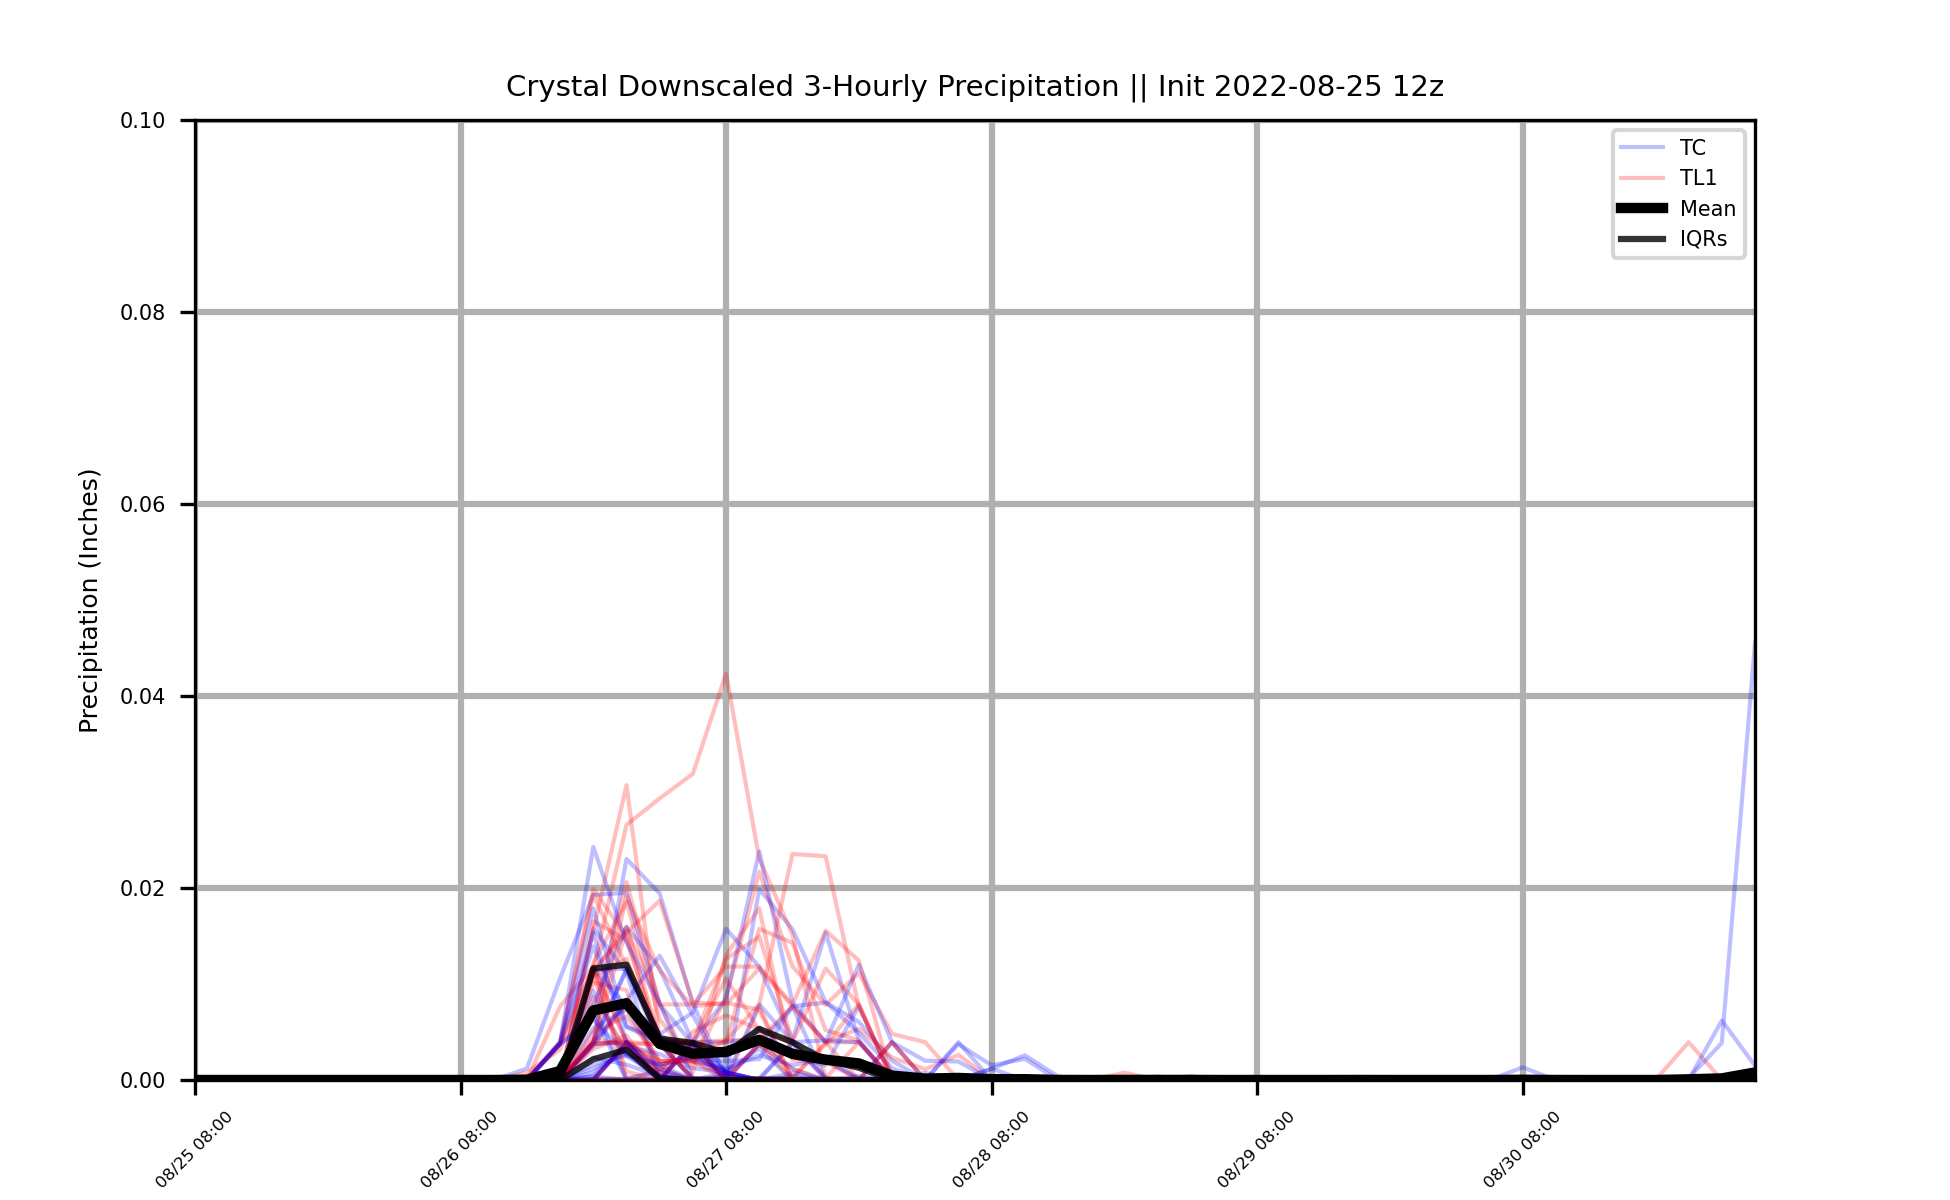 Crystal Downscaled 3-Hourly Precipitation || Init 2022-08-25 12z
TC
TL1
Mean
IQRs
Precipitation (Inches)
0.10
0.08
0.06
0.04
0.02
0.00
08/25 08:00
08/26 08:00
08/27 08:00
08/28 08:00
08/29 08:00
08/30 08:00